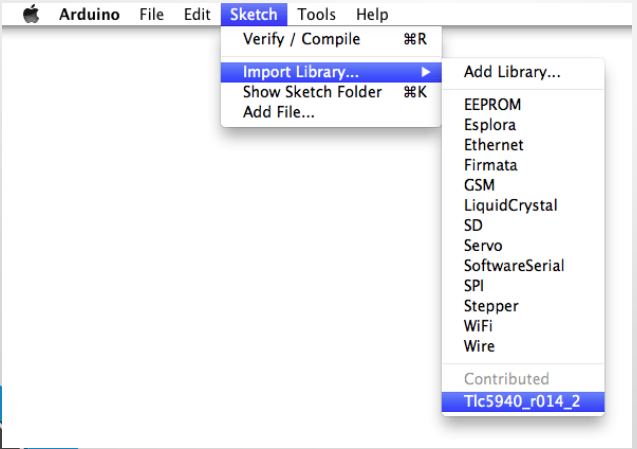 Arduino File Edit Sketch Tools Help
Verify / Compile ⌘R
Import Library... ▶
Show Sketch Folder ⌘K
Add File...
Add Library...
EEPROM
Esplora
Ethernet
Firmata
GSM
LiquidCrystal
SD
Servo
SoftwareSerial
SPI
Stepper
WiFi
Wire
Contributed
Tlc5940_r014_2